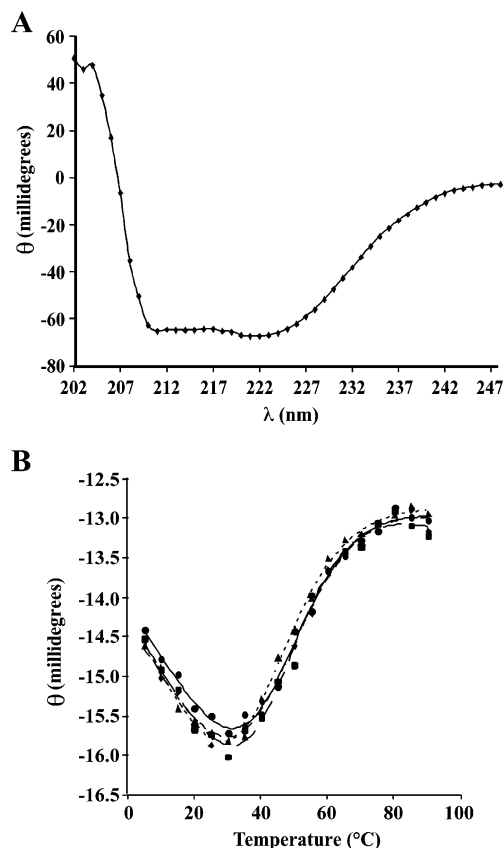 A
60
40
20
0
-20
-40
-60
-80
θ (millidegrees)
202 207 212 217 222 227 232 237 242 247
λ (nm)
B
-12.5
-13.0
-13.5
-14.0
-14.5
-15.0
-15.5
-16.0
-16.5
θ (millidegrees)
0 20 40 60 80 100
Temperature (°C)